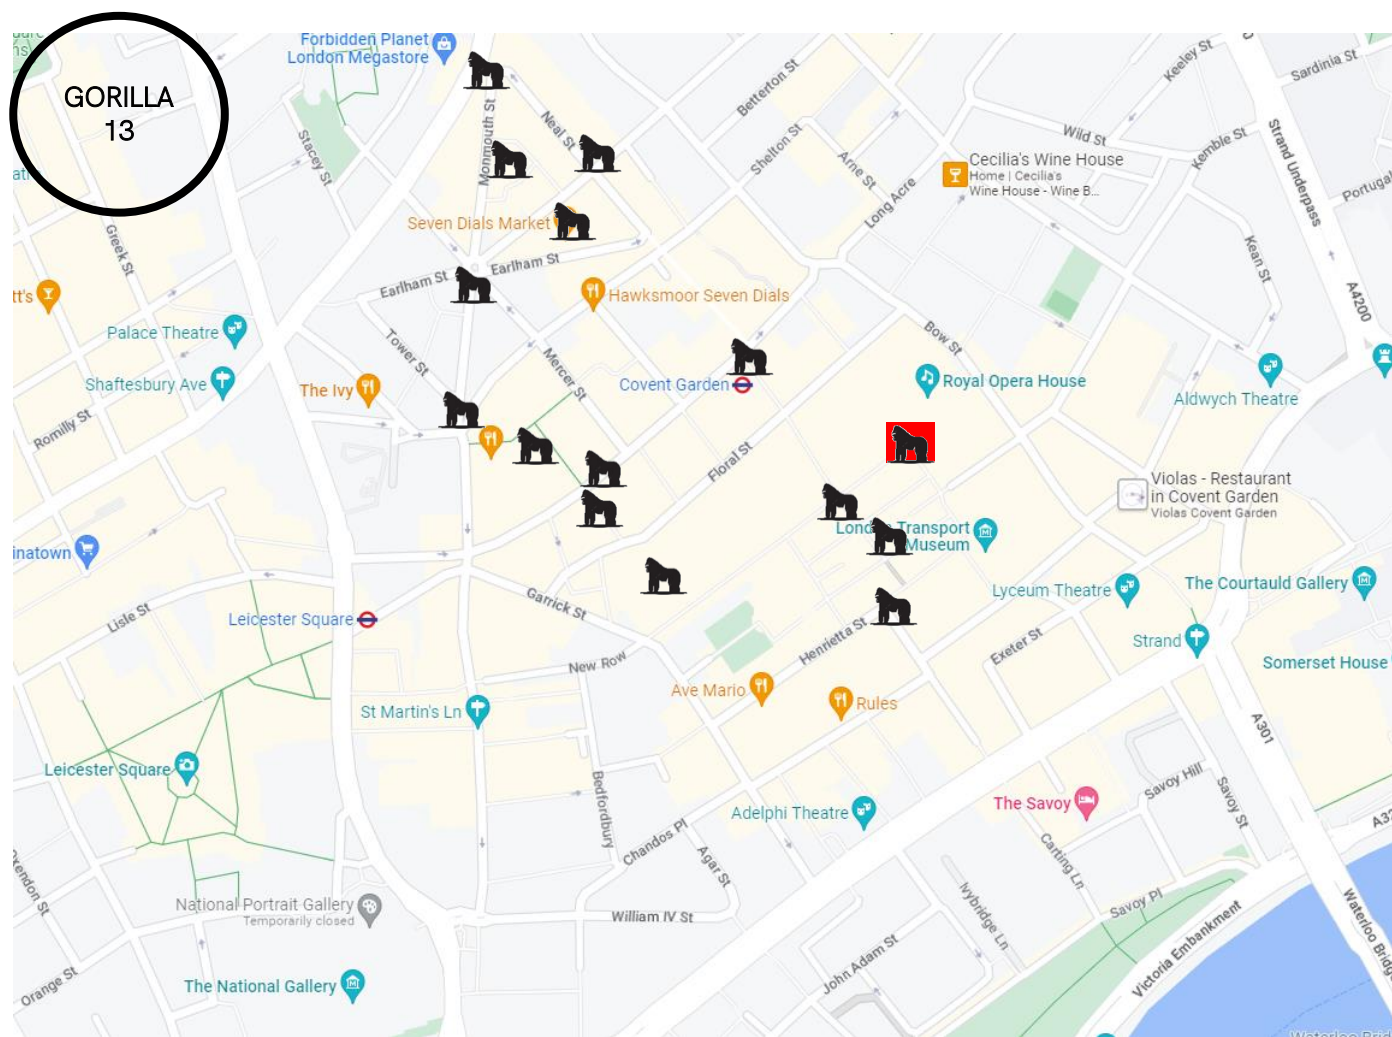 GORILLA
13
Forbidden Planet
London Megastore
Monmouth St
Neal St
Stacey St
Betterton St
Shelton St
Arne St
Long Acre
Keeley St
Sardinia St
Wild St
Kemble St
Strand Underpass
Portugal
Cecilia's Wine House
Home | Cecilia's
Wine House - Wine B...
Greek St
Seven Dials Market
Earlham St
Earlham St
Hawksmoor Seven Dials
Kean St
A4200
tt's
Palace Theatre
Shaftesbury Ave
The Ivy
Tower St
Mercer St
Covent Garden
Bow St
Royal Opera House
Aldwych Theatre
Romilly St
Floral St
Violas - Restaurant
in Covent Garden
Violas Covent Garden
Transport
Museum
inatown
Lisle St
Leicester Square
Garrick St
New Row
Henrietta St
Lyceum Theatre
The Courtauld Gallery
Exeter St
Strand
Somerset House
Ave Mario
Rules
St Martin's Ln
A301
Leicester Square
Bedfordbury
Adelphi Theatre
The Savoy
Savoy Hill
Savoy St
Chandos Pl
Agar St
Carting Ln
Oxendon St
National Portrait Gallery
Temporarily closed
William IV St
Ivybridge Ln
Savoy Pl
Victoria Embankment
Waterloo Bridge
John Adam St
Orange St
The National Gallery